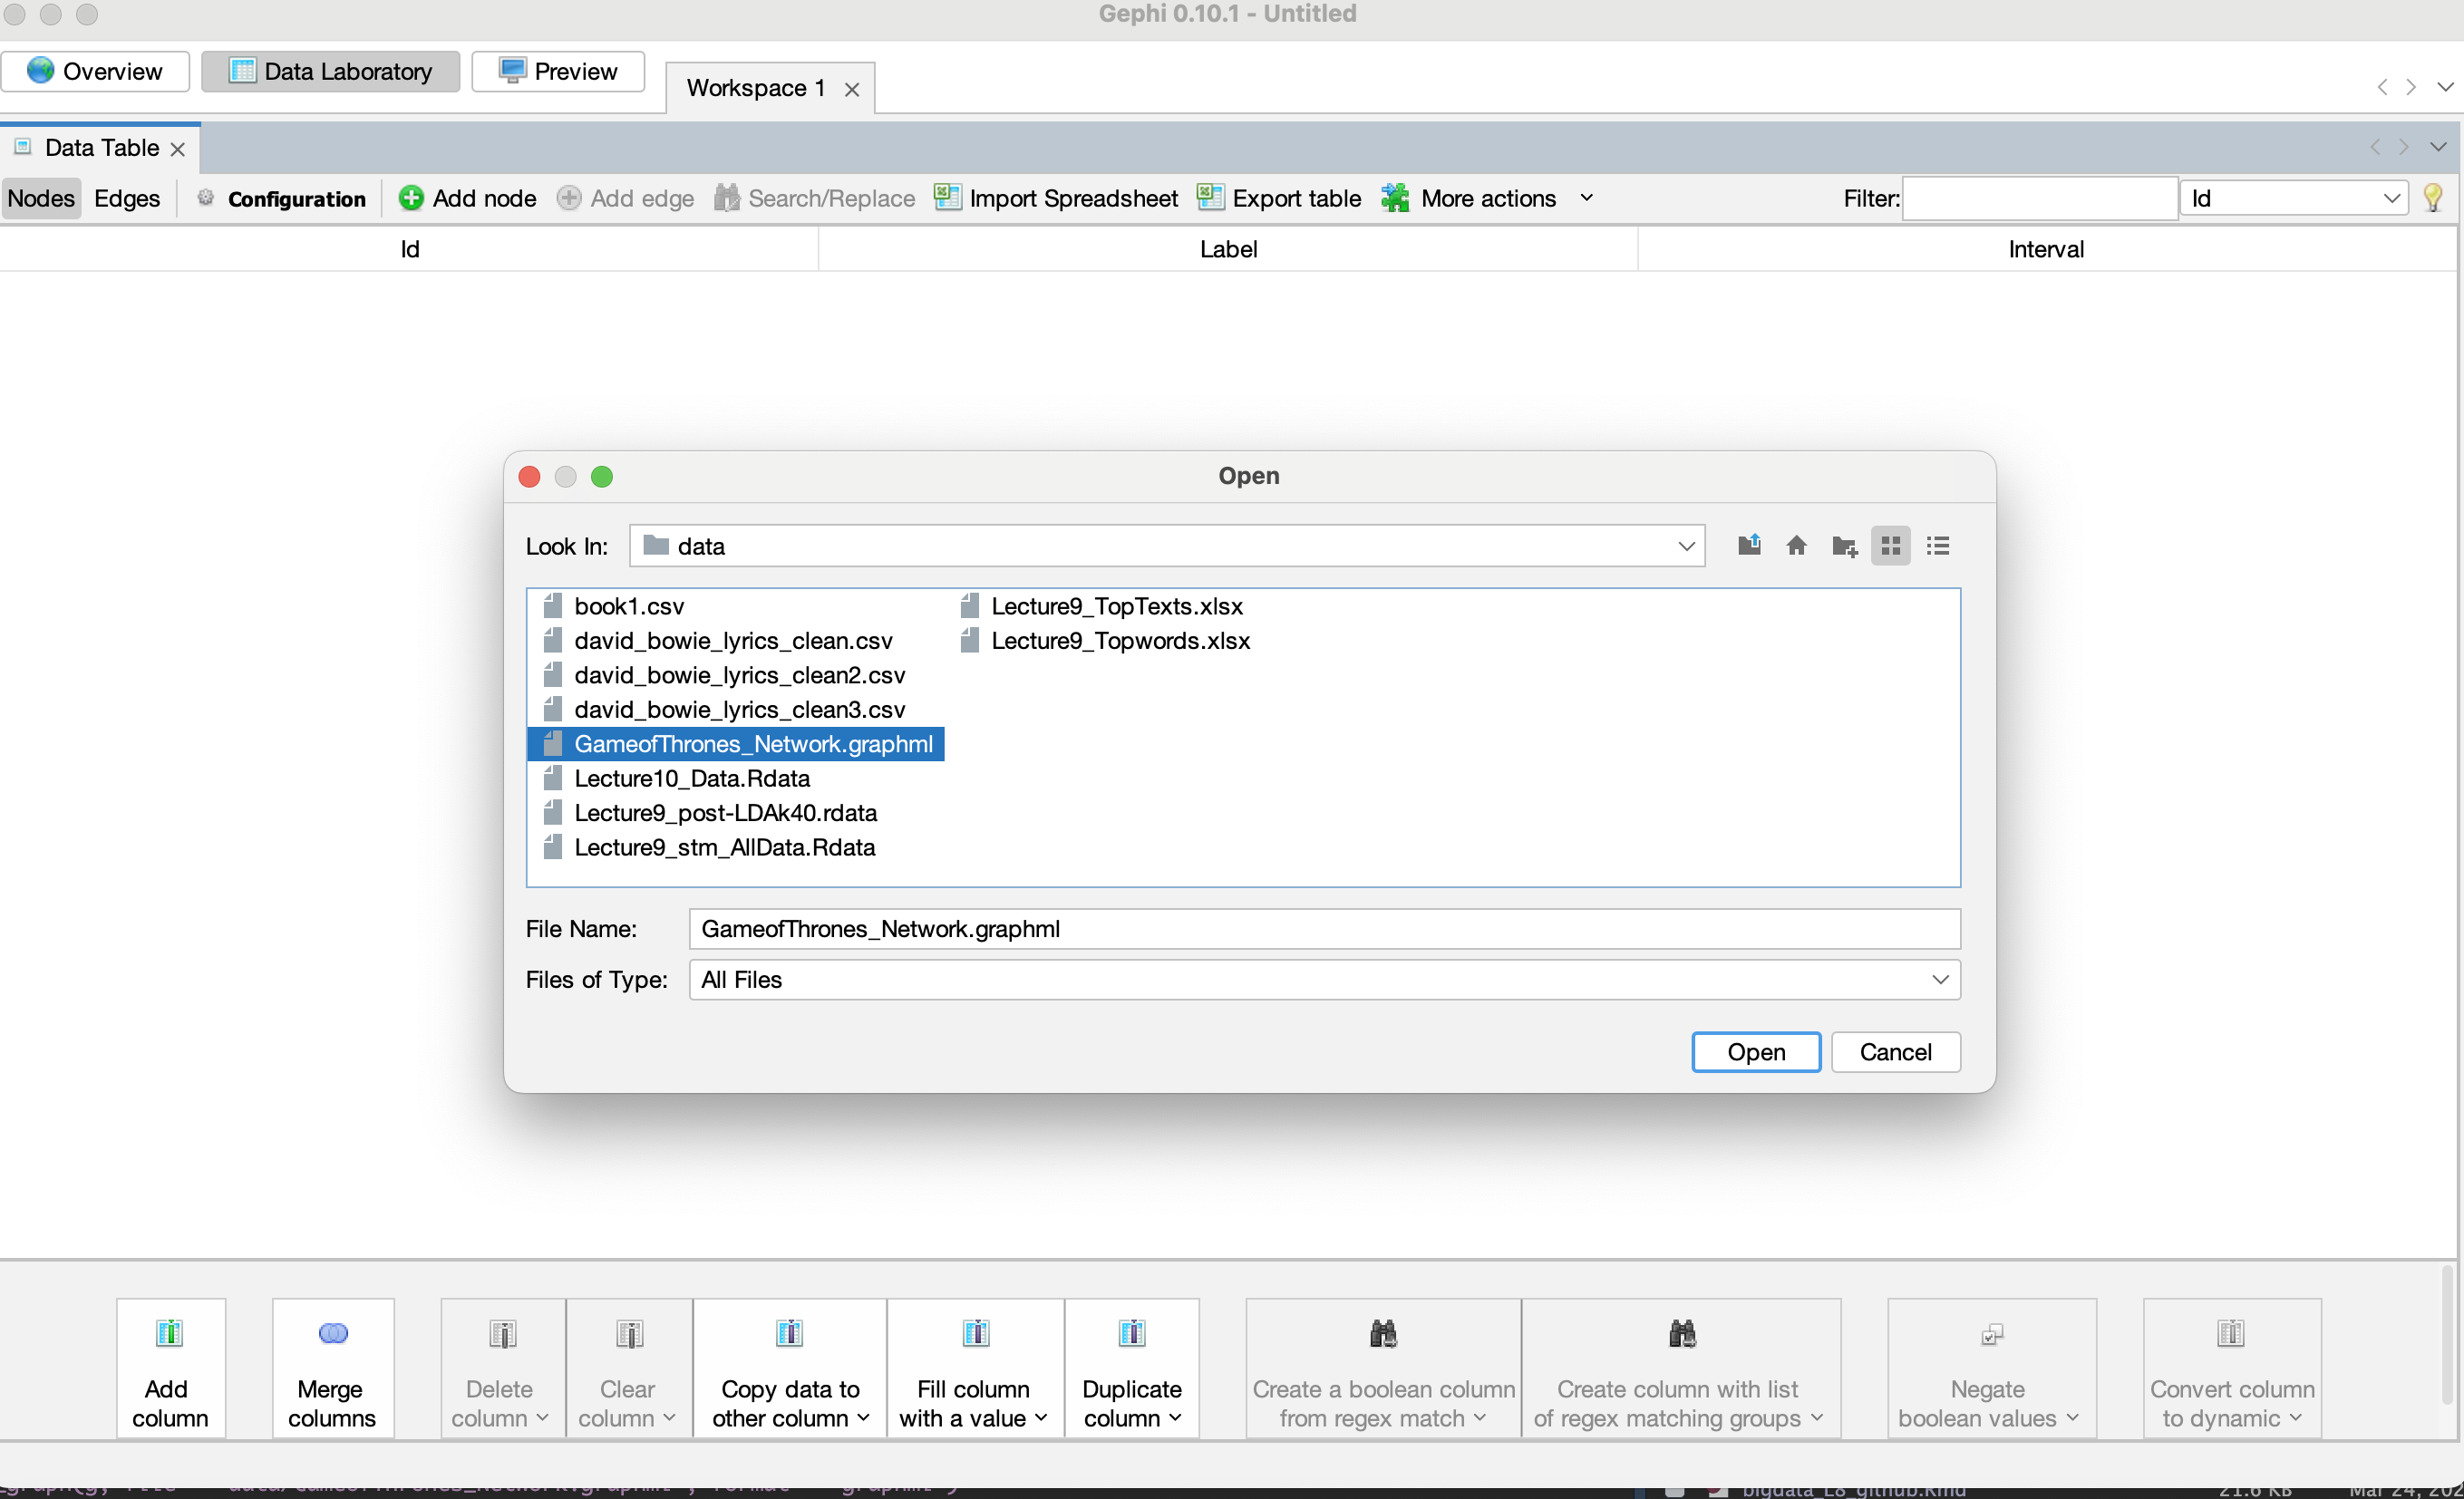 Gephi 0.10.1 - Untitled
Overview
Data Laboratory
Preview
Workspace 1
Data Table
Nodes Edges Configuration Add node Add edge Search/Replace Import Spreadsheet Export table More actions Filter: Id
Id Label Interval
Open
Look In: data
book1.csv
david_bowie_lyrics_clean.csv
david_bowie_lyrics_clean2.csv
david_bowie_lyrics_clean3.csv
GameofThrones_Network.graphml
Lecture10_Data.Rdata
Lecture9_post-LDAk40.rdata
Lecture9_stm_AllData.Rdata
Lecture9_TopTexts.xlsx
Lecture9_Topwords.xlsx
File Name: GameofThrones_Network.graphml
Files of Type: All Files
Open Cancel
Add
column
Merge
columns
Delete
column
Clear
column
Copy data to
other column
Fill column
with a value
Duplicate
column
Create a boolean column
from regex match
Create column with list
of regex matching groups
Negate
boolean values
Convert column
to dynamic
bigdata_L8_github.Rmd 21.6 KB Mar 24,